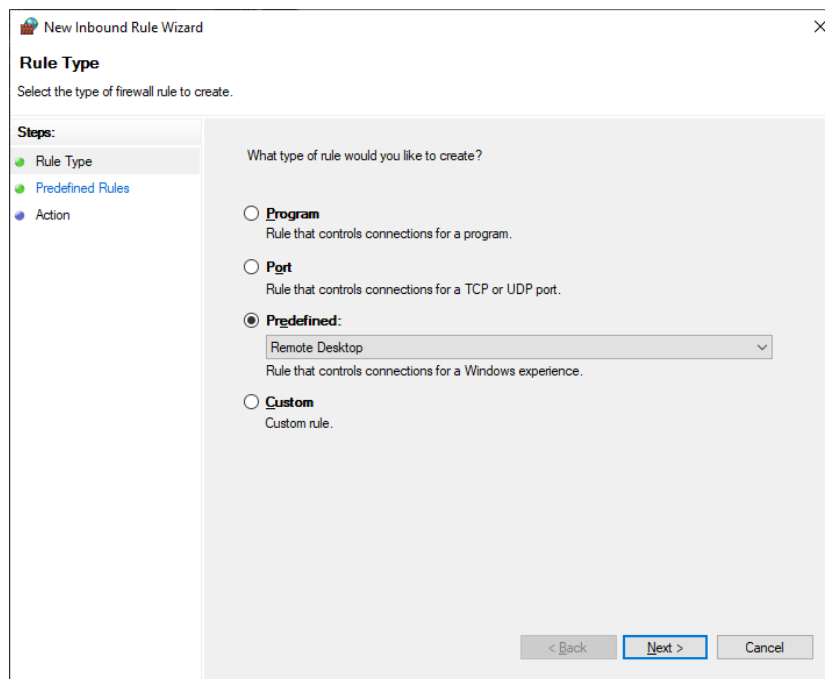 New Inbound Rule Wizard
Rule Type
Select the type of firewall rule to create.
Steps:
Rule Type
Predefined Rules
Action
What type of rule would you like to create?
Program
Rule that controls connections for a program.
Port
Rule that controls connections for a TCP or UDP port.
Predefined:
Remote Desktop
Rule that controls connections for a Windows experience.
Custom
Custom rule.
< Back Next > Cancel